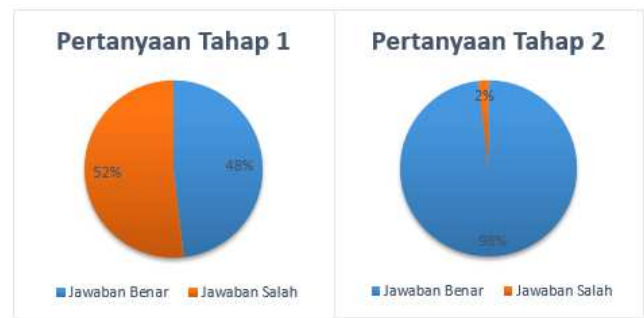 Pertanyaan Tahap 1
52%
48%
Jawaban Benar
Jawaban Salah
Pertanyaan Tahap 2
2%
98%
Jawaban Benar
Jawaban Salah